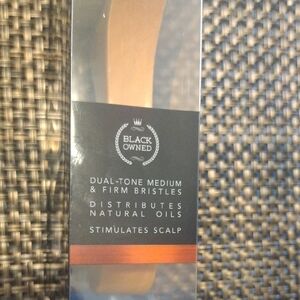 BLACK
OWNED
DUAL-TONE MEDIUM
& FIRM BRISTLES
DISTRIBUTES
NATURAL OILS
STIMULATES SCALP